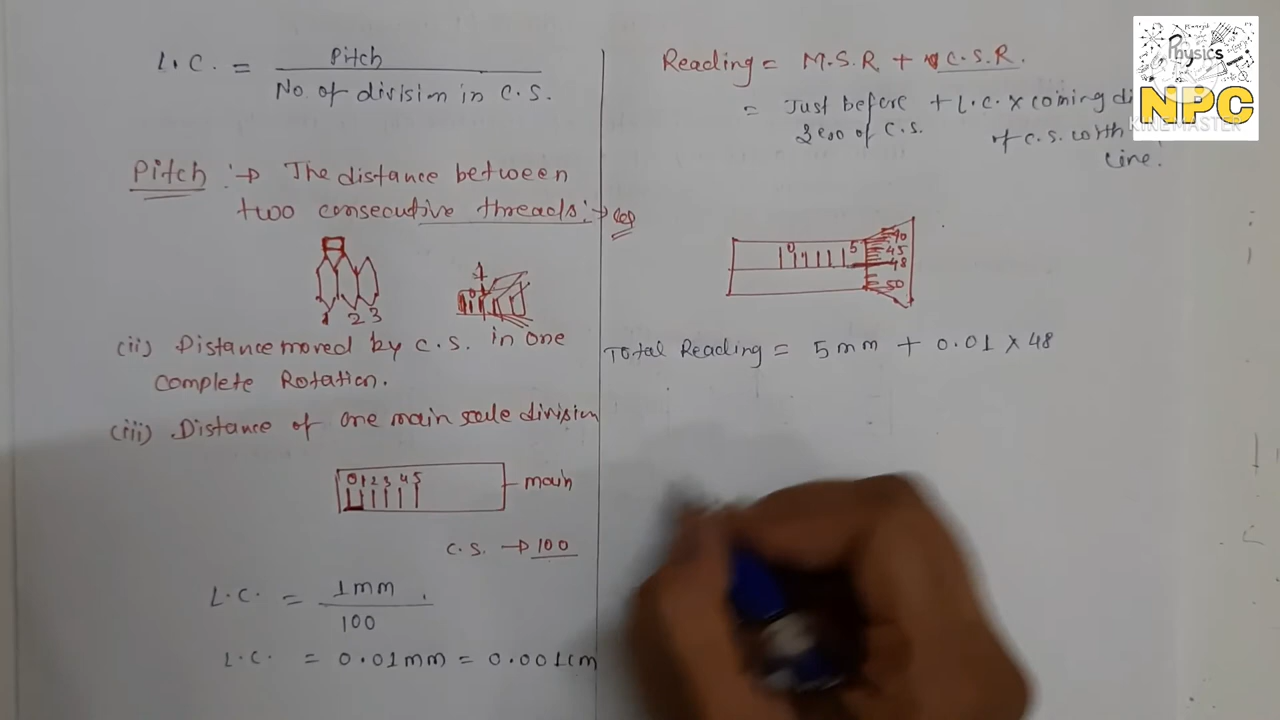 L.C. = Pitch
No. of division in C.S.
Pitch :→ The distance between
two consecutive threads :→
1 2 3
(ii) Distance moved by C.S. in one
complete Rotation.
(iii) Distance of one main scale division
0 1 2 3 4 5
main
C.S. → 100
L.C. = 1mm
100
L.C. = 0.01mm = 0.001cm
Reading = M.S.R + C.S.R.
= Just before + L.C. x coming di
zero of C.S. of C.S. with
line.
0 5
40
45
48
50
Total Reading = 5mm + 0.01 x 48
Physics
NPC
KINEMASTER